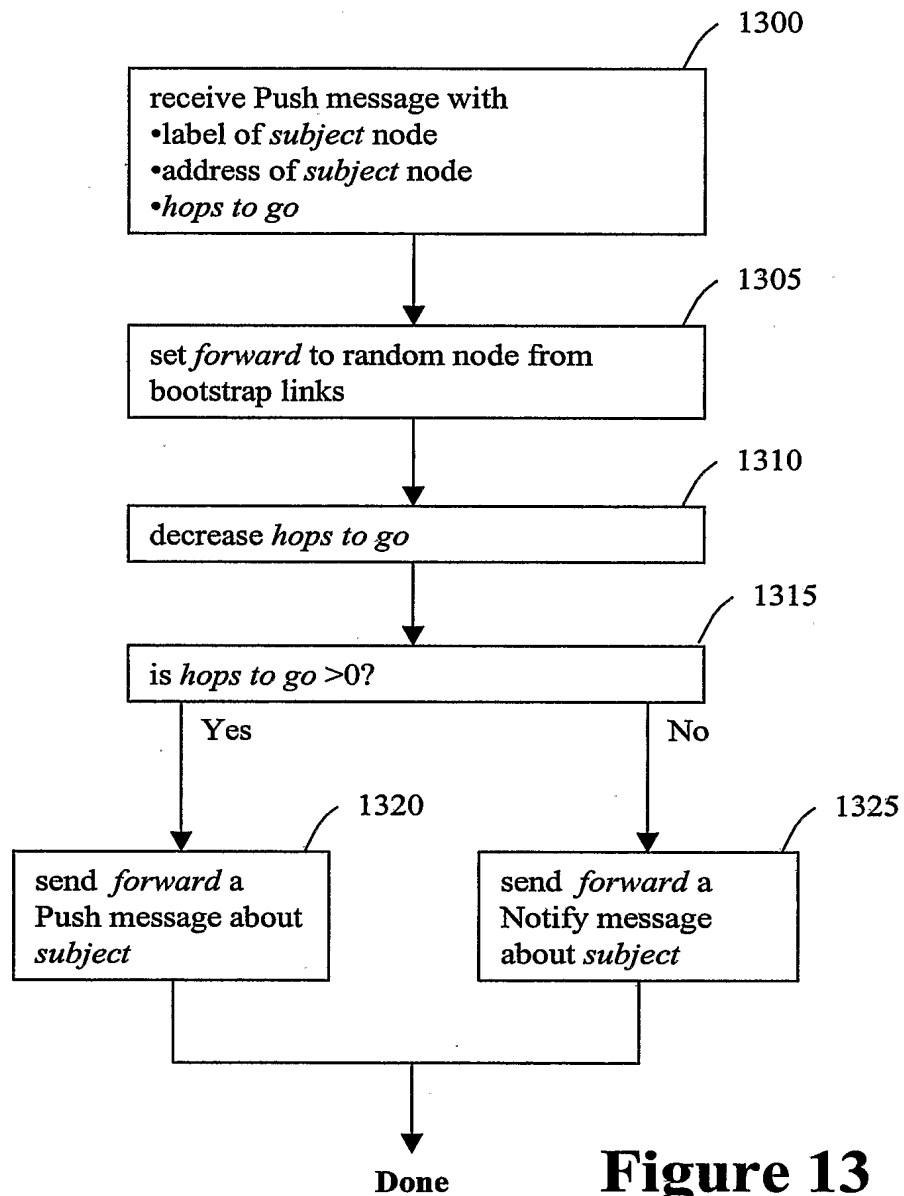 1300
receive Push message with
•label of subject node
•address of subject node
•hops to go
1305
set forward to random node from
bootstrap links
1310
decrease hops to go
1315
is hops to go >0?
Yes
No
1320
send forward a
Push message about
subject
1325
send forward a
Notify message
about subject
Done
Figure 13